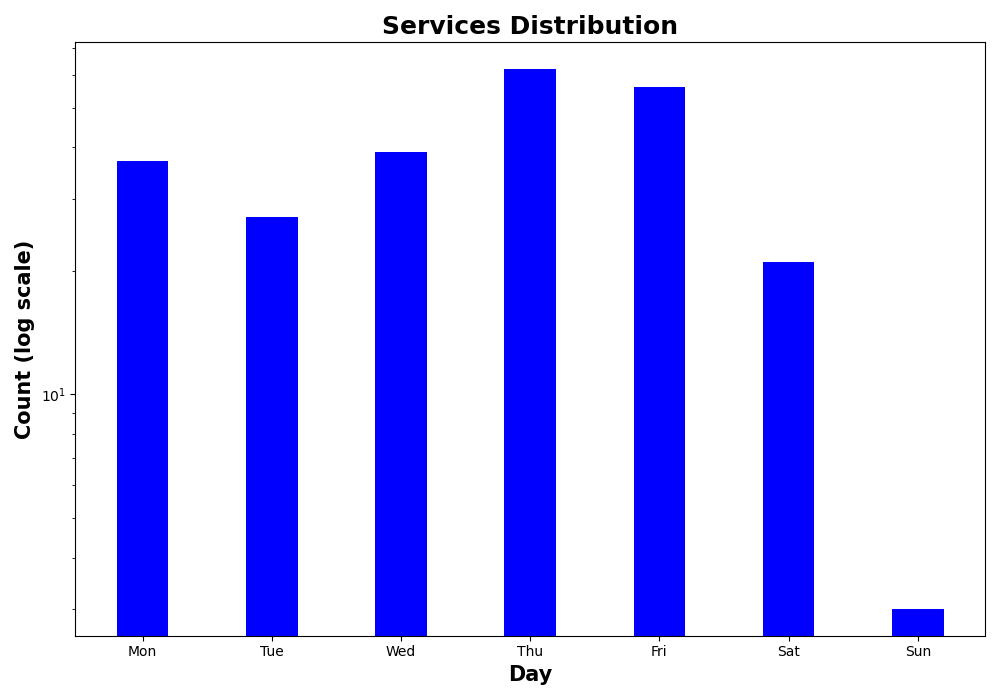 Services Distribution
Count (log scale)
10¹
Mon Tue Wed Thu Fri Sat Sun
Day